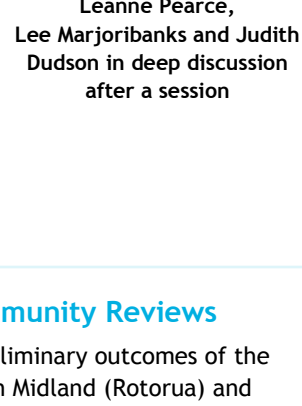 Leanne Pearce,
Lee Marjoribanks and Judith
Dudson in deep discussion
after a session
munity Reviews
liminary outcomes of the
Midland (Rotorua) and